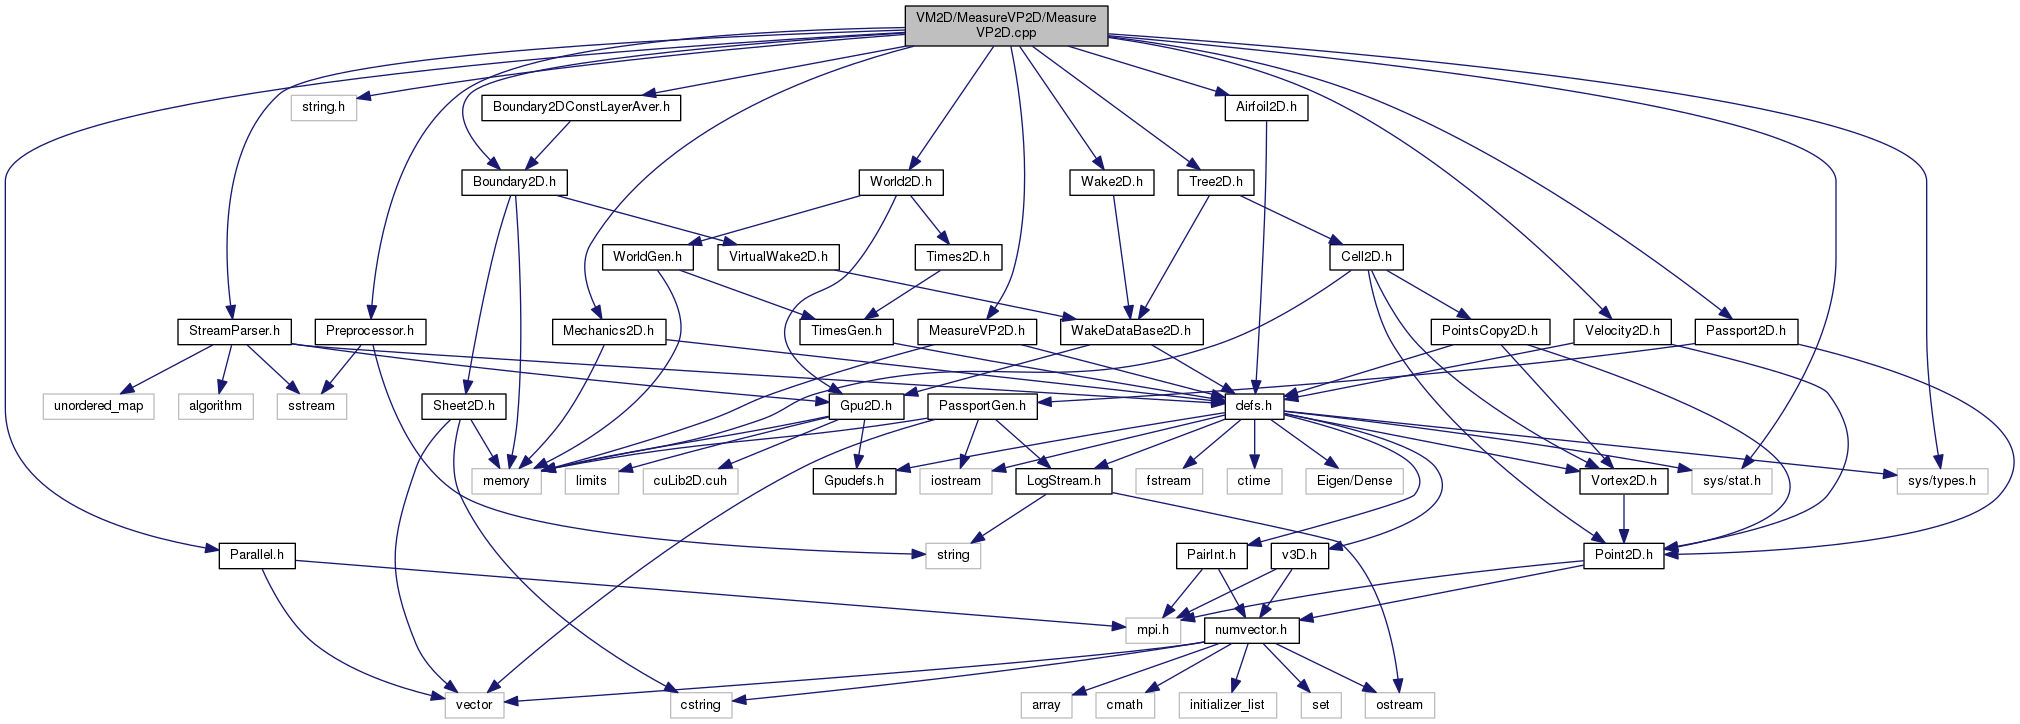 VM2D/MeasureVP2D/Measure
VP2D.cpp
string.h
Boundary2DConstLayerAver.h
Airfoil2D.h
Boundary2D.h
World2D.h
Wake2D.h
Tree2D.h
WorldGen.h
VirtualWake2D.h
Times2D.h
Cell2D.h
StreamParser.h
Preprocessor.h
Mechanics2D.h
TimesGen.h
MeasureVP2D.h
WakeDataBase2D.h
PointsCopy2D.h
Velocity2D.h
Passport2D.h
unordered_map
algorithm
sstream
Sheet2D.h
Gpu2D.h
PassportGen.h
defs.h
memory
limits
cuLib2D.cuh
Gpudefs.h
iostream
LogStream.h
fstream
ctime
Eigen/Dense
Vortex2D.h
sys/stat.h
sys/types.h
Parallel.h
string
PairInt.h
v3D.h
Point2D.h
mpi.h
numvector.h
vector
cstring
array
cmath
initializer_list
set
ostream